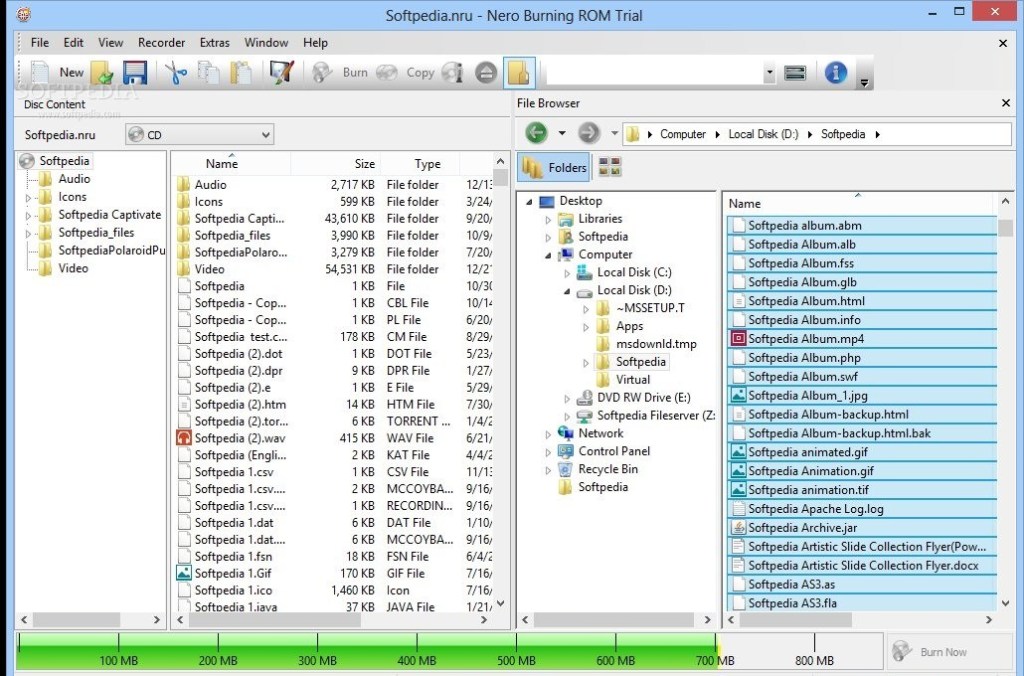 Softpedia.nru - Nero Burning ROM Trial
File Edit View Recorder Extras Window Help
New Burn Copy
SOFTPEDIA
www.softpedia.com
Disc Content
Softpedia.nru CD
Softpedia
Audio
Icons
Softpedia Captivate
Softpedia_files
SoftpediaPolaroidPu
Video
Name Size Type
Audio 2,717 KB File folder 12/13
Icons 599 KB File folder 3/24/
Softpedia Capti... 43,610 KB File folder 9/20/
Softpedia_files 3,990 KB File folder 10/9/
SoftpediaPolaro... 3,279 KB File folder 7/20/
Video 54,531 KB File folder 12/27
Softpedia 1 KB File 10/30
Softpedia - Cop... 1 KB CBL File 10/14
Softpedia - Cop... 1 KB PL File 6/20/
Softpedia test.c... 178 KB CM File 8/29/
Softpedia (2).dot 1 KB DOT File 5/23/
Softpedia (2).dpr 9 KB DPR File 1/27/
Softpedia (2).e 1 KB E File 5/29/
Softpedia (2).htm 14 KB HTM File 7/30/
Softpedia (2).tor... 6 KB TORRENT ... 1/4/2
Softpedia (2).wav 415 KB WAV File 6/21/
Softpedia (Engli... 2 KB KAT File 4/4/2
Softpedia 1.csv 1 KB CSV File 11/13
Softpedia 1.csv.... 2 KB MCCOYBA... 9/16/
Softpedia 1.csv.... 1 KB RECORDIN... 9/16/
Softpedia 1.dat 6 KB DAT File 1/10/
Softpedia 1.dat.... 6 KB MCCOYBA... 9/16/
Softpedia 1.fsn 18 KB FSN File 6/4/2
Softpedia 1.Gif 170 KB GIF File 7/16/
Softpedia 1.ico 1,460 KB Icon 7/16/
Softpedia 1.java 37 KB JAVA File 1/21/
File Browser
Computer Local Disk (D:) Softpedia
Folders
Desktop
Libraries
Softpedia
Computer
Local Disk (C:)
Local Disk (D:)
~MSSETUP.T
Apps
msdownld.tmp
Softpedia
Virtual
DVD RW Drive (E:)
Softpedia Fileserver (Z:
Network
Control Panel
Recycle Bin
Softpedia
Name
Softpedia album.abm
Softpedia Album.alb
Softpedia Album.fss
Softpedia Album.glb
Softpedia Album.html
Softpedia Album.info
Softpedia Album.mp4
Softpedia Album.php
Softpedia Album.swf
Softpedia Album_1.jpg
Softpedia Album-backup.html
Softpedia Album-backup.html.bak
Softpedia animated.gif
Softpedia Animation.gif
Softpedia animation.tif
Softpedia Apache Log.log
Softpedia Archive.jar
Softpedia Artistic Slide Collection Flyer(Pow...
Softpedia Artistic Slide Collection Flyer.docx
Softpedia AS3.as
Softpedia AS3.fla
100 MB 200 MB 300 MB 400 MB 500 MB 600 MB 700 MB 800 MB
Burn Now